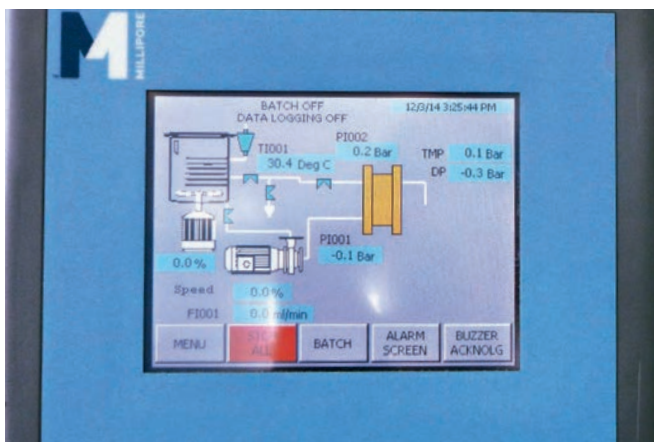 M
MILLIPORE
BATCH OFF
DATA LOGGING OFF
12/3/14 3:25:44 PM
PI002
0.2 Bar
TMP 0.1 Bar
DP -0.3 Bar
TI001
30.4 Deg C
PI001
-0.1 Bar
0.0 %
Speed 0.0 %
FI001 0.0 ml/min
MENU
STOP
ALL
BATCH
ALARM
SCREEN
BUZZER
ACKNOLG